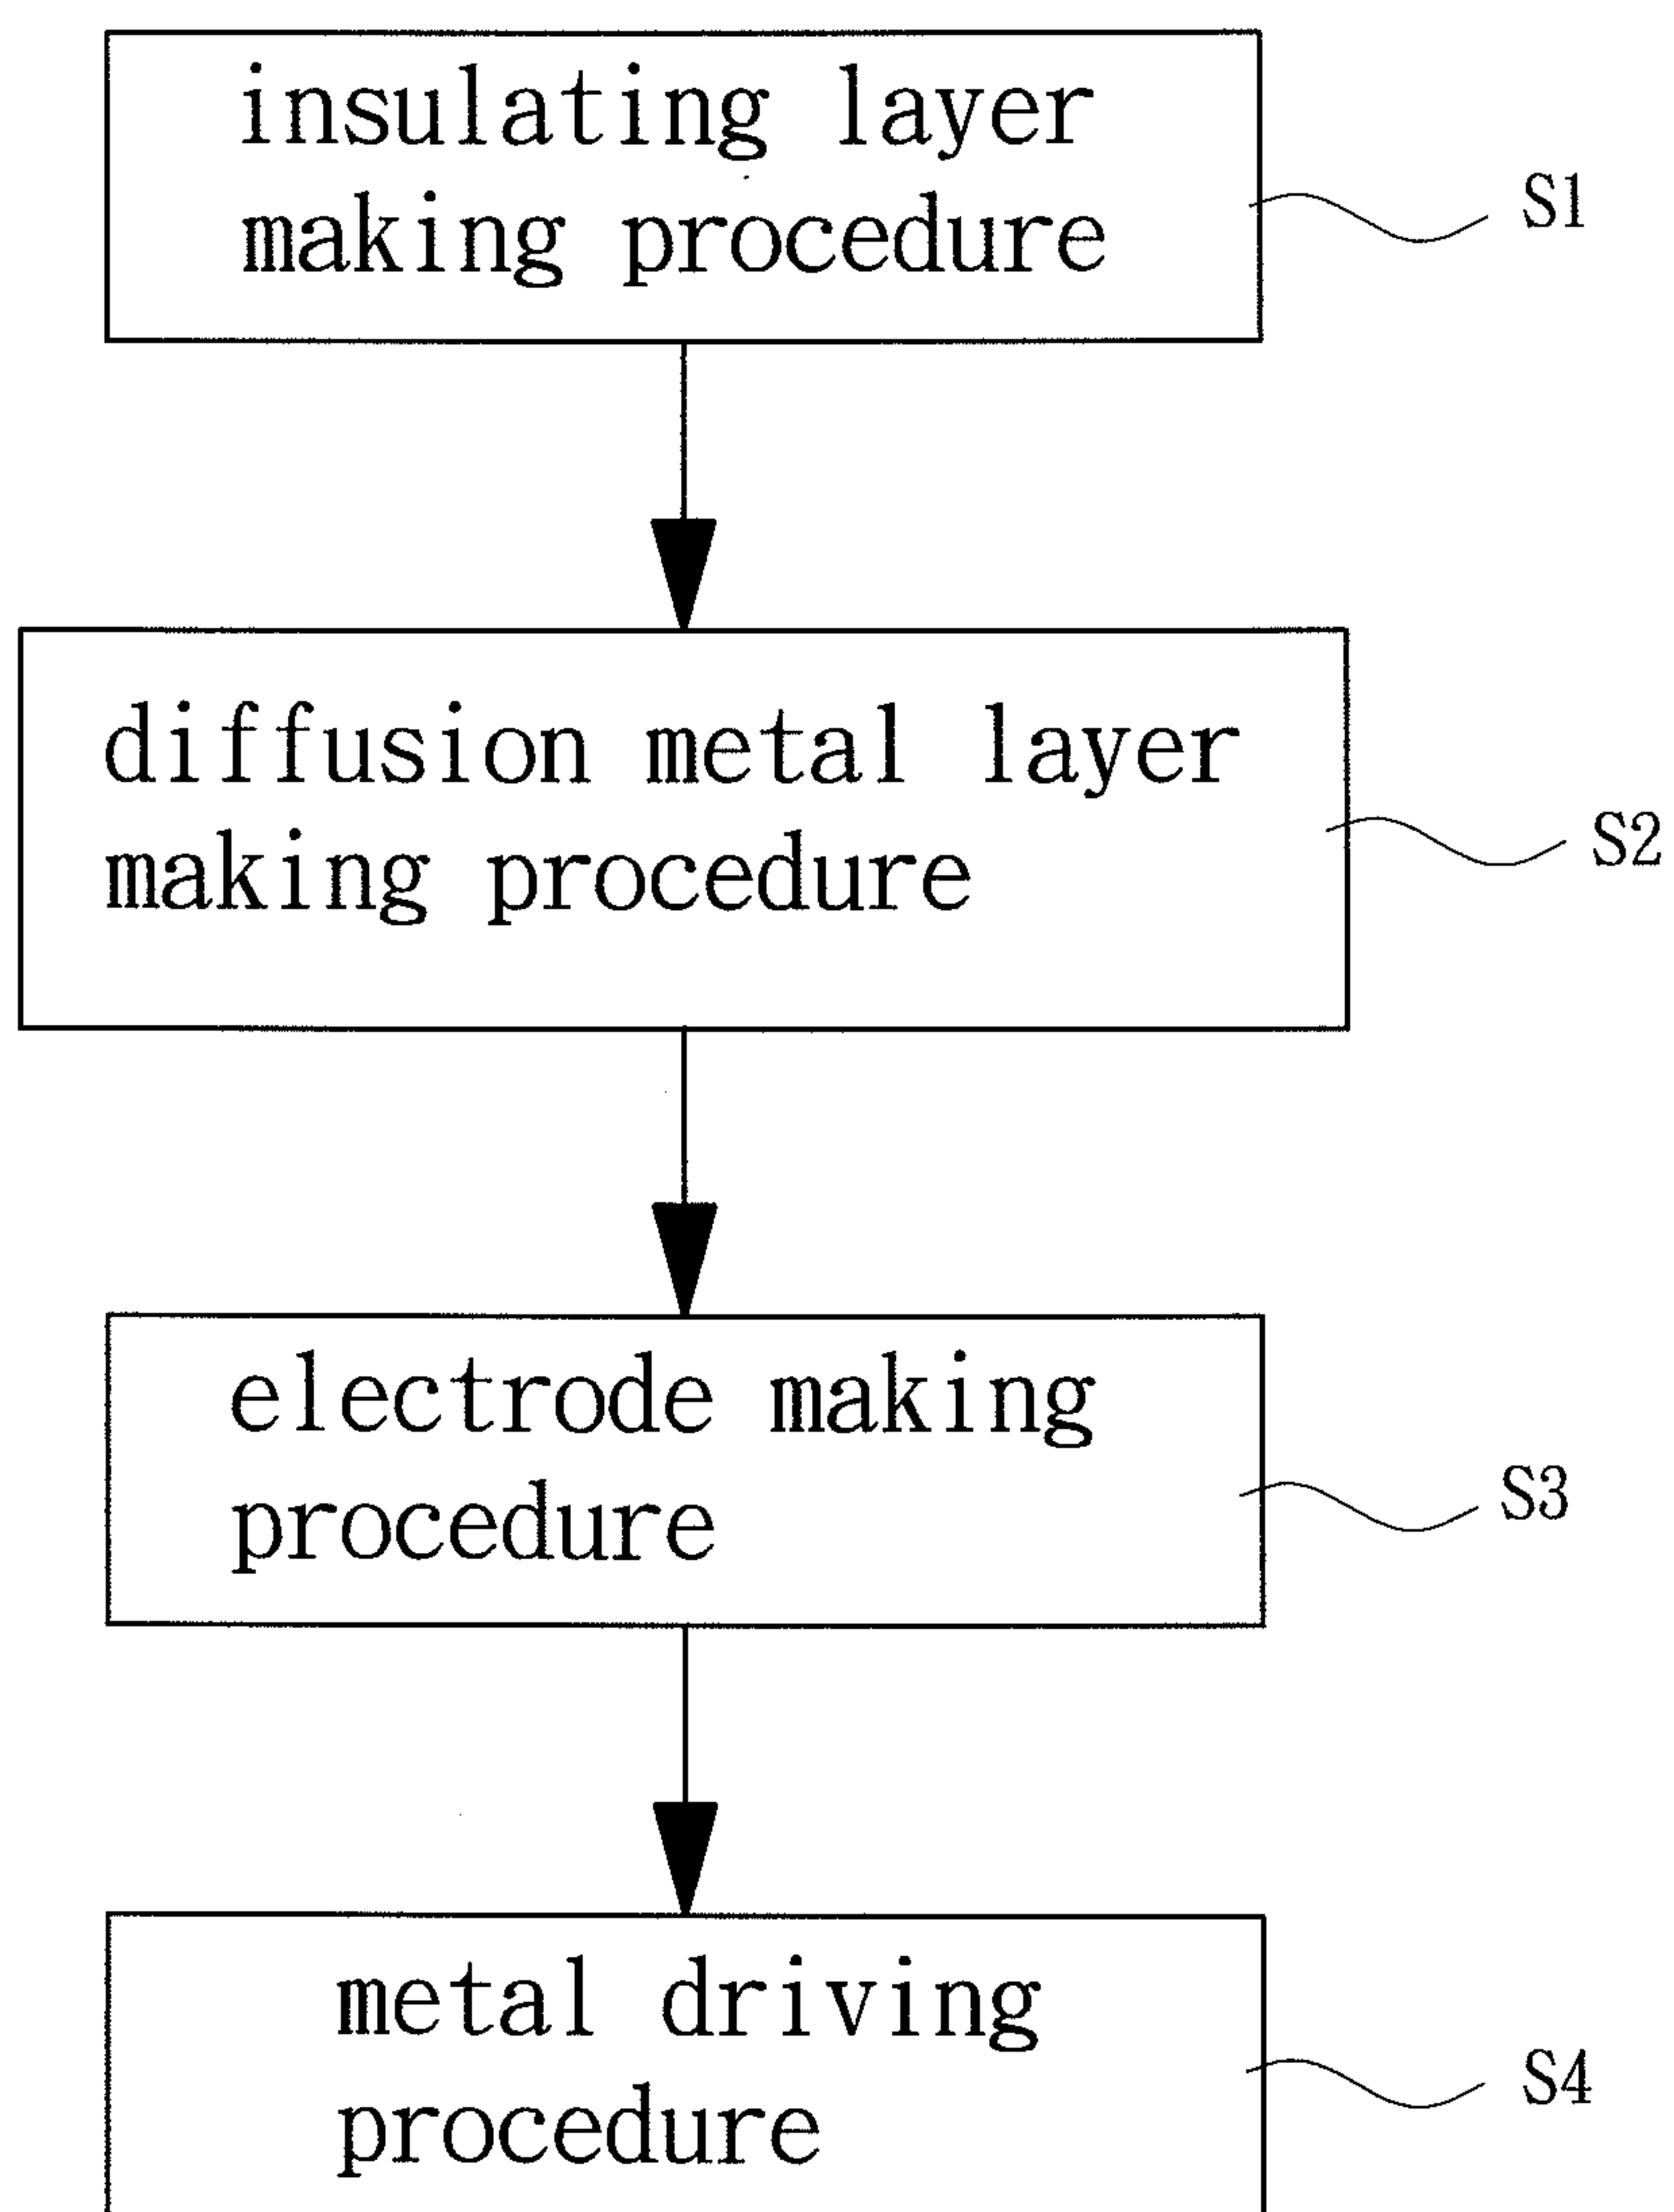 insulating layer
making procedure
S1
diffusion metal layer
making procedure
S2
electrode making
procedure
S3
metal driving
procedure
S4